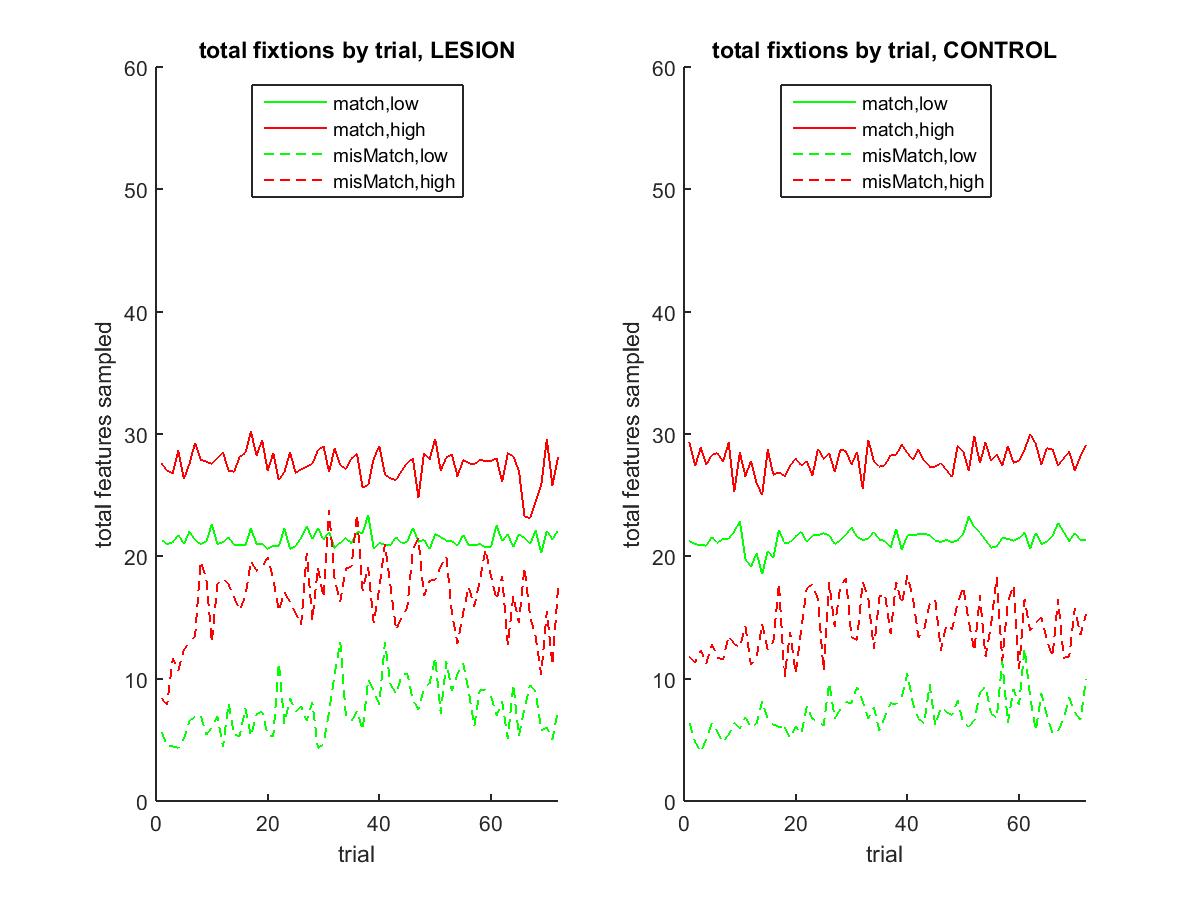 total fixtions by trial, LESION
match,low
match,high
misMatch,low
misMatch,high
total features sampled
60
50
40
30
20
10
0
0 20 40 60
trial
total fixtions by trial, CONTROL
match,low
match,high
misMatch,low
misMatch,high
total features sampled
60
50
40
30
20
10
0
0 20 40 60
trial